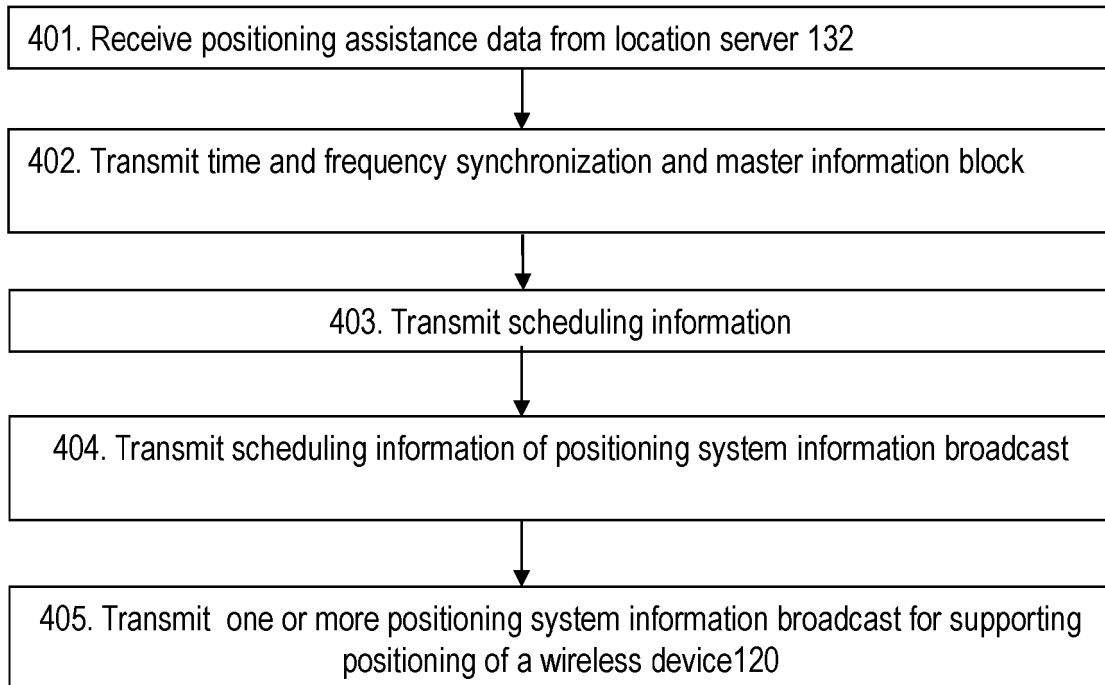 401. Receive positioning assistance data from location server 132
402. Transmit time and frequency synchronization and master information block
403. Transmit scheduling information
404. Transmit scheduling information of positioning system information broadcast
405. Transmit one or more positioning system information broadcast for supporting
positioning of a wireless device120